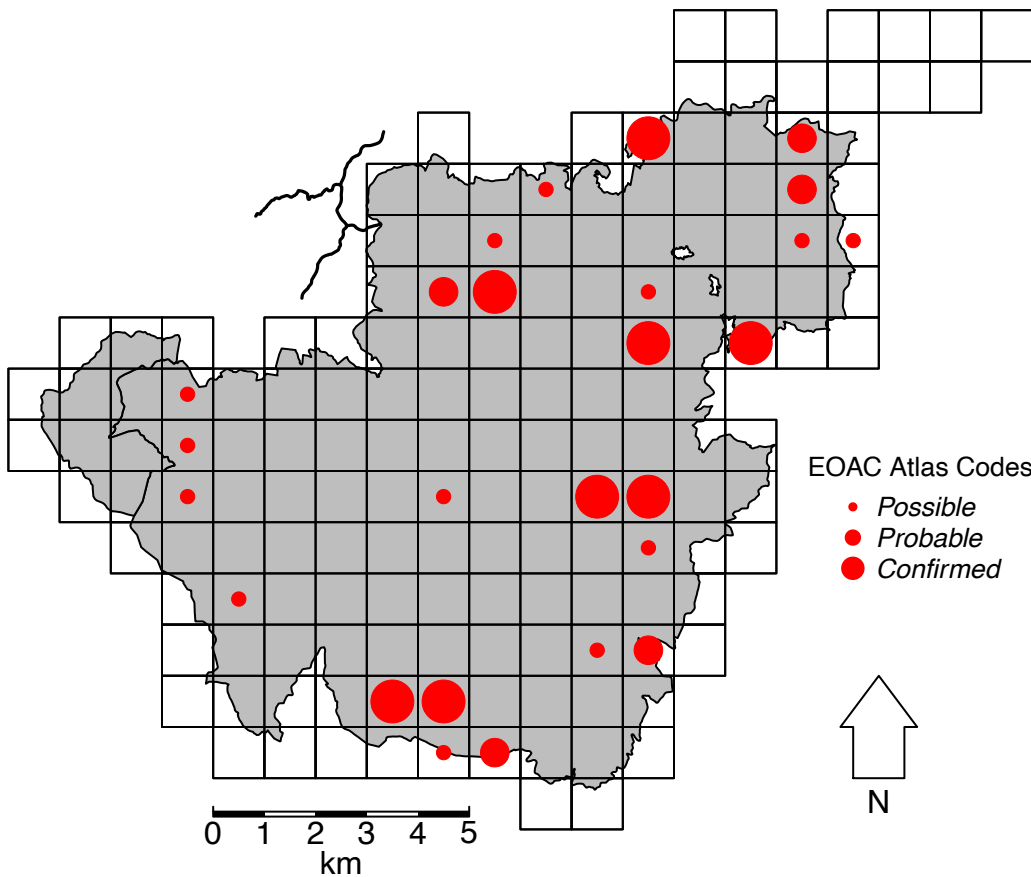 EOAC Atlas Codes
Possible
Probable
Confirmed
N
0 1 2 3 4 5
km